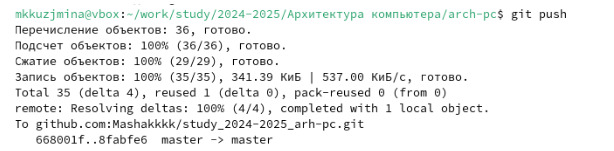 mkkuzjmina@vbox:~/work/study/2024-2025/Архитектура компьютера/arch-pc$ git push
Перечисление объектов: 36, готово.
Подсчет объектов: 100% (36/36), готово.
Сжатие объектов: 100% (29/29), готово.
Запись объектов: 100% (35/35), 341.39 КиБ | 537.00 КиБ/с, готово.
Total 35 (delta 4), reused 1 (delta 0), pack-reused 0 (from 0)
remote: Resolving deltas: 100% (4/4), completed with 1 local object.
To github.com:Mashakkkk/study_2024-2025_arh-pc.git
   668001f..8fabfe6  master -> master